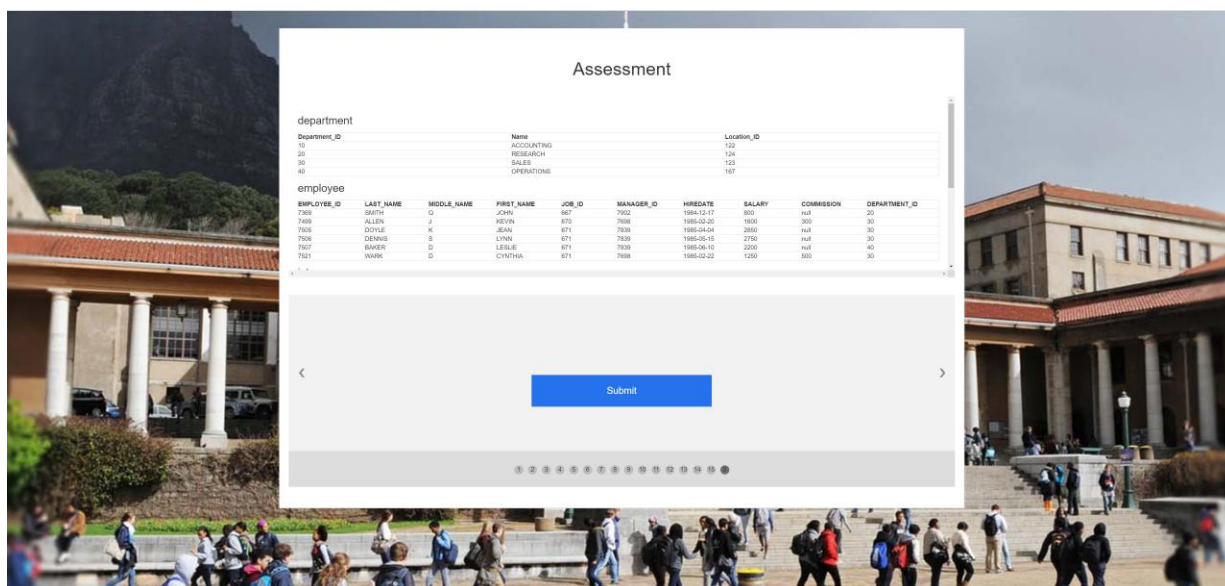 Assessment
department
Department_ID Name Location_ID
10 ACCOUNTING 122
20 RESEARCH 124
30 SALES 123
40 OPERATIONS 167
employee
EMPLOYEE_ID LAST_NAME MIDDLE_NAME FIRST_NAME JOB_ID MANAGER_ID HIREDATE SALARY COMMISSION DEPARTMENT_ID
7369 SMITH Q JOHN 667 7902 1984-12-17 800 null 20
7499 ALLEN J KEVIN 670 7698 1985-02-20 1600 300 30
7505 DOYLE K JEAN 671 7839 1985-04-04 2850 null 30
7506 DENNIS S LYNN 671 7839 1985-05-15 2750 null 30
7507 BAKER D LESLIE 671 7839 1985-06-10 2200 null 40
7521 WARK D CYNTHIA 671 7698 1985-02-22 1250 500 30
Submit
1 2 3 4 5 6 7 8 9 10 11 12 13 14 15